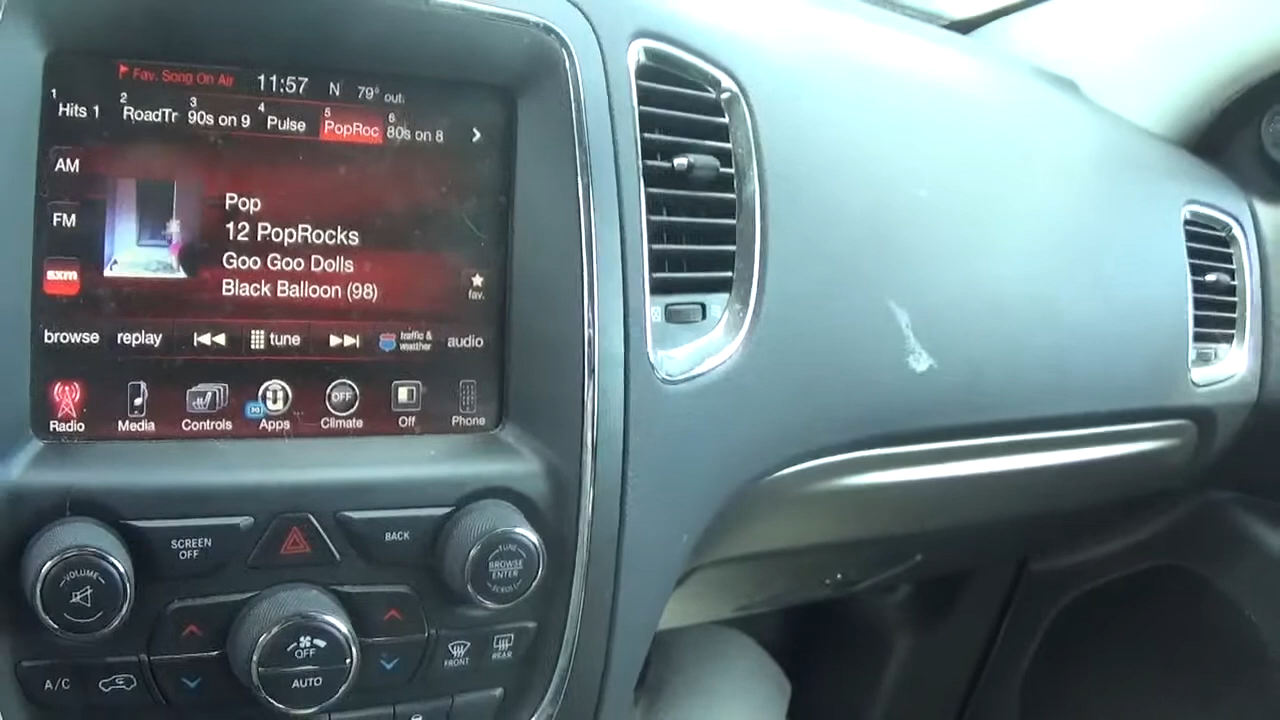 Fav. Song On Air 11:57 N 79° out
1 Hits 1 2 RoadTr 3 90s on 9 4 Pulse 5 PopRoc 6 80s on 8
AM
FM
sxm
Pop
12 PopRocks
Goo Goo Dolls
Black Balloon (98)
fav.
browse replay tune traffic & weather audio
Radio Media Controls Apps OFF Climate Off Phone
SCREEN OFF
BACK
VOLUME
TUNE
BROWSE
ENTER
SCROLL
OFF
AUTO
FRONT REAR
A/C